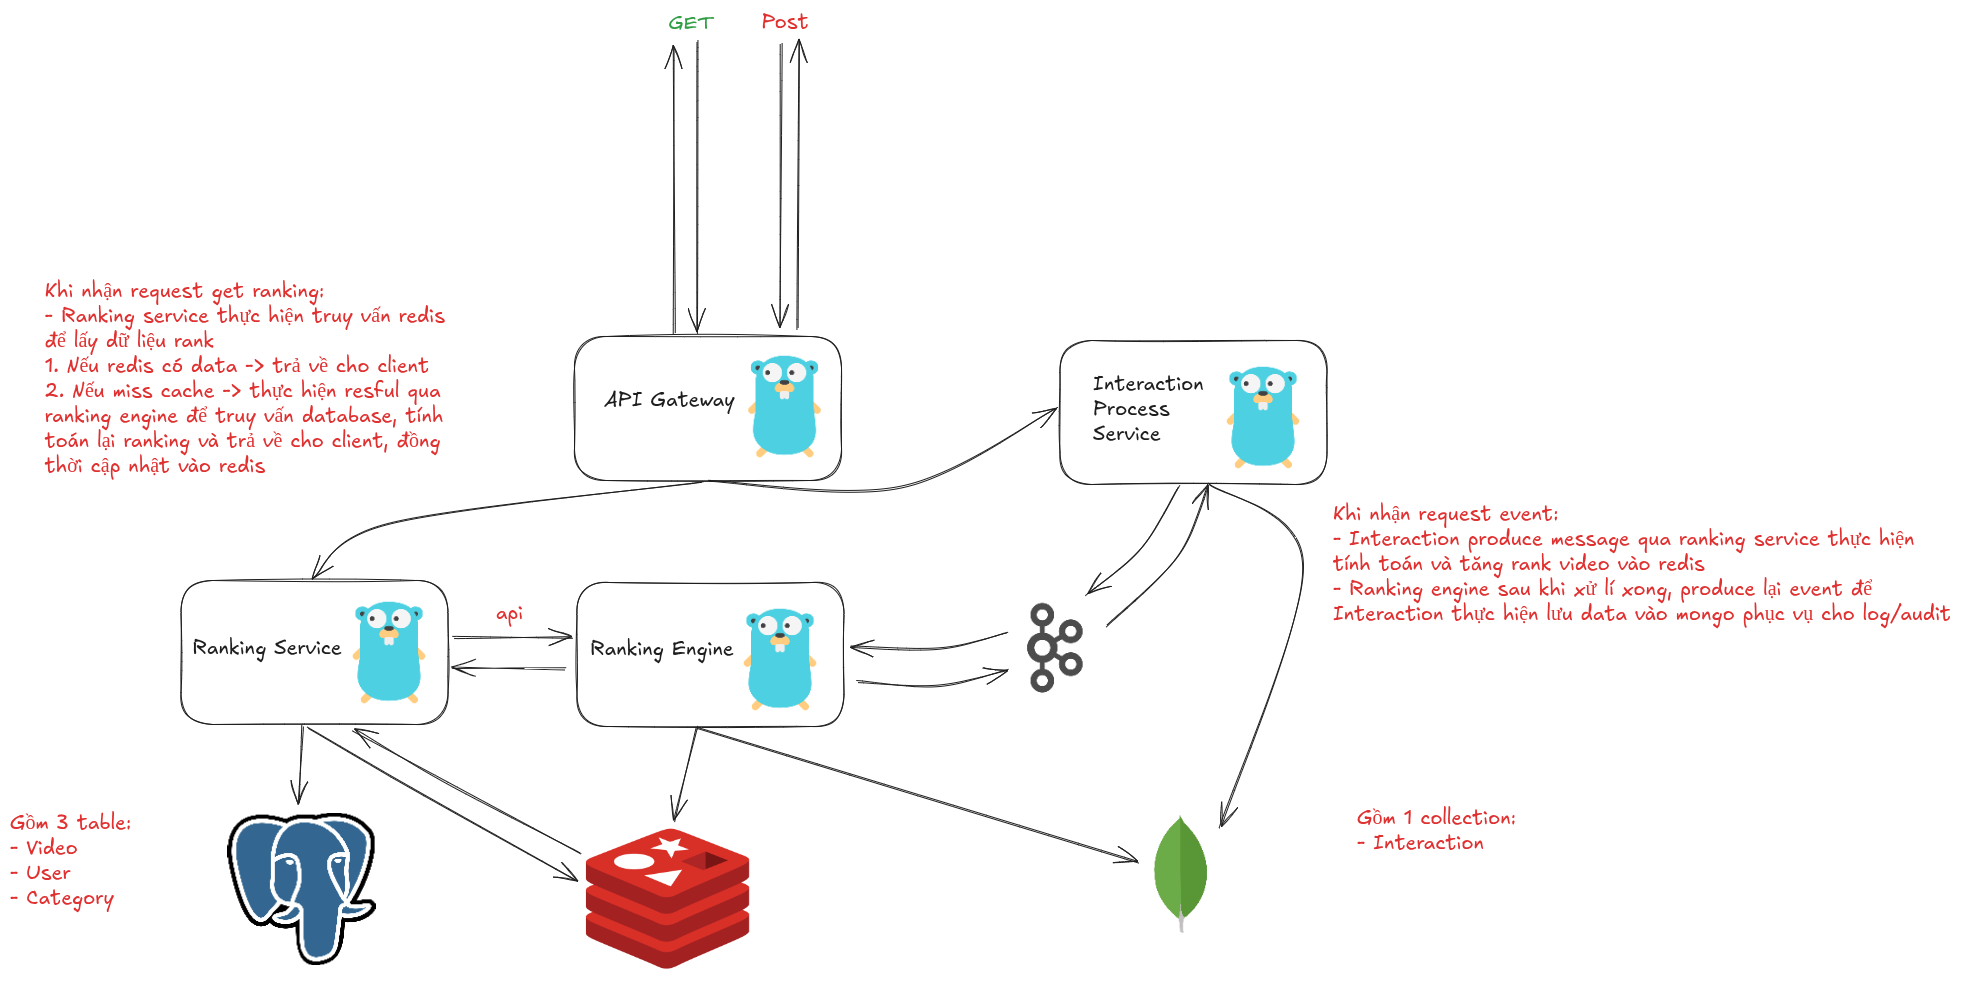 GET
Post
Khi nhận request get ranking:
- Ranking service thực hiện truy vấn redis
để lấy dữ liệu rank
1. Nếu redis có data -> trả về cho client
2. Nếu miss cache -> thực hiện resful qua
ranking engine để truy vấn database, tính
toán lại ranking và trả về cho client, đồng
thời cập nhật vào redis
API Gateway
Interaction
Process
Service
Khi nhận request event:
- Interaction produce message qua ranking service thực hiện
tính toán và tăng rank video vào redis
- Ranking engine sau khi xử lí xong, produce lại event để
Interaction thực hiện lưu data vào mongo phục vụ cho log/audit
Ranking Service
api
Ranking Engine
Gồm 3 table:
- Video
- User
- Category
Gồm 1 collection:
- Interaction